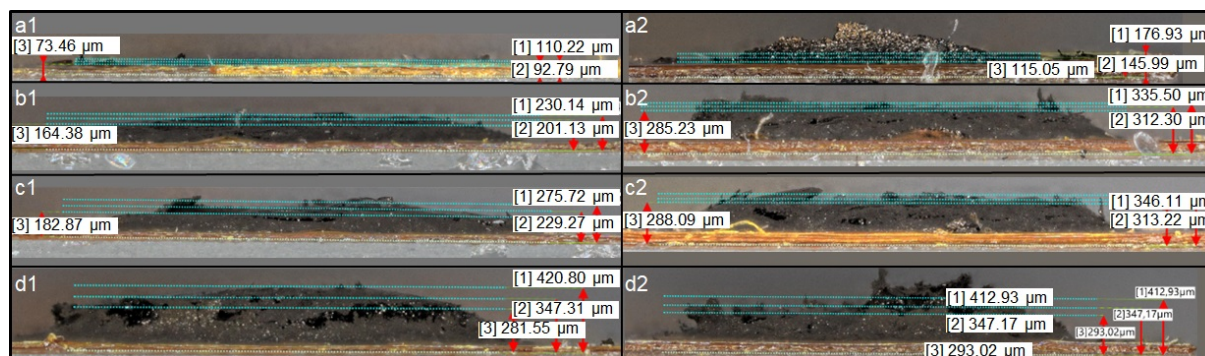 a1
[3] 73.46 µm
[1] 110.22 µm
[2] 92.79 µm
a2
[1] 176.93 µm
[2] 145.99 µm
[3] 115.05 µm
b1
[1] 230.14 µm
[2] 201.13 µm
[3] 164.38 µm
b2
[1] 335.50 µm
[2] 312.30 µm
[3] 285.23 µm
c1
[1] 275.72 µm
[2] 229.27 µm
[3] 182.87 µm
c2
[1] 346.11 µm
[2] 313.22 µm
[3] 288.09 µm
d1
[1] 420.80 µm
[2] 347.31 µm
[3] 281.55 µm
d2
[1] 412.93 µm
[1]412,93µm
[2] 347.17 µm
[2]347,17µm
[3]293,02µm
[3]293.02 µm